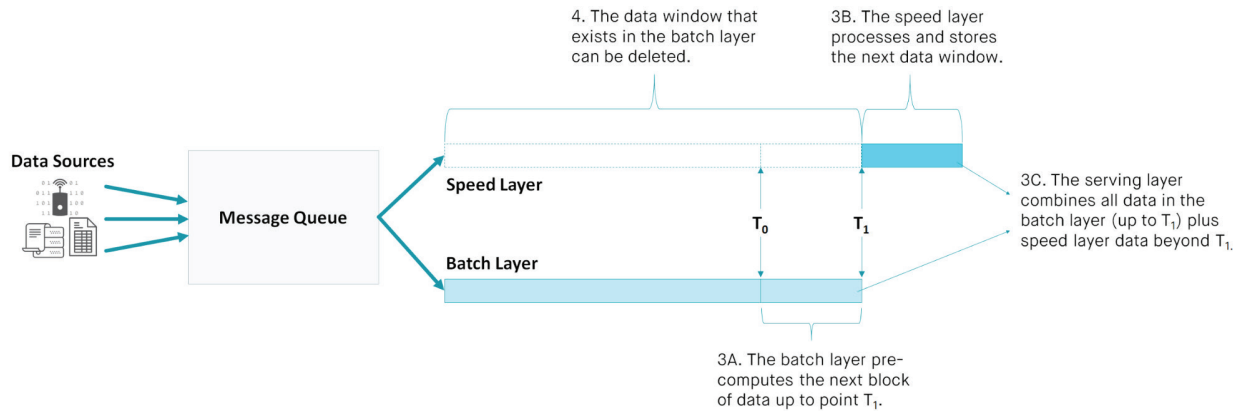 4. The data window that
exists in the batch layer
can be deleted.
3B. The speed layer
processes and stores
the next data window.
Data Sources
Message Queue
Speed Layer
T₀
T₁
Batch Layer
3C. The serving layer
combines all data in the
batch layer (up to T₁) plus
speed layer data beyond T₁.
3A. The batch layer pre-
computes the next block
of data up to point T₁.